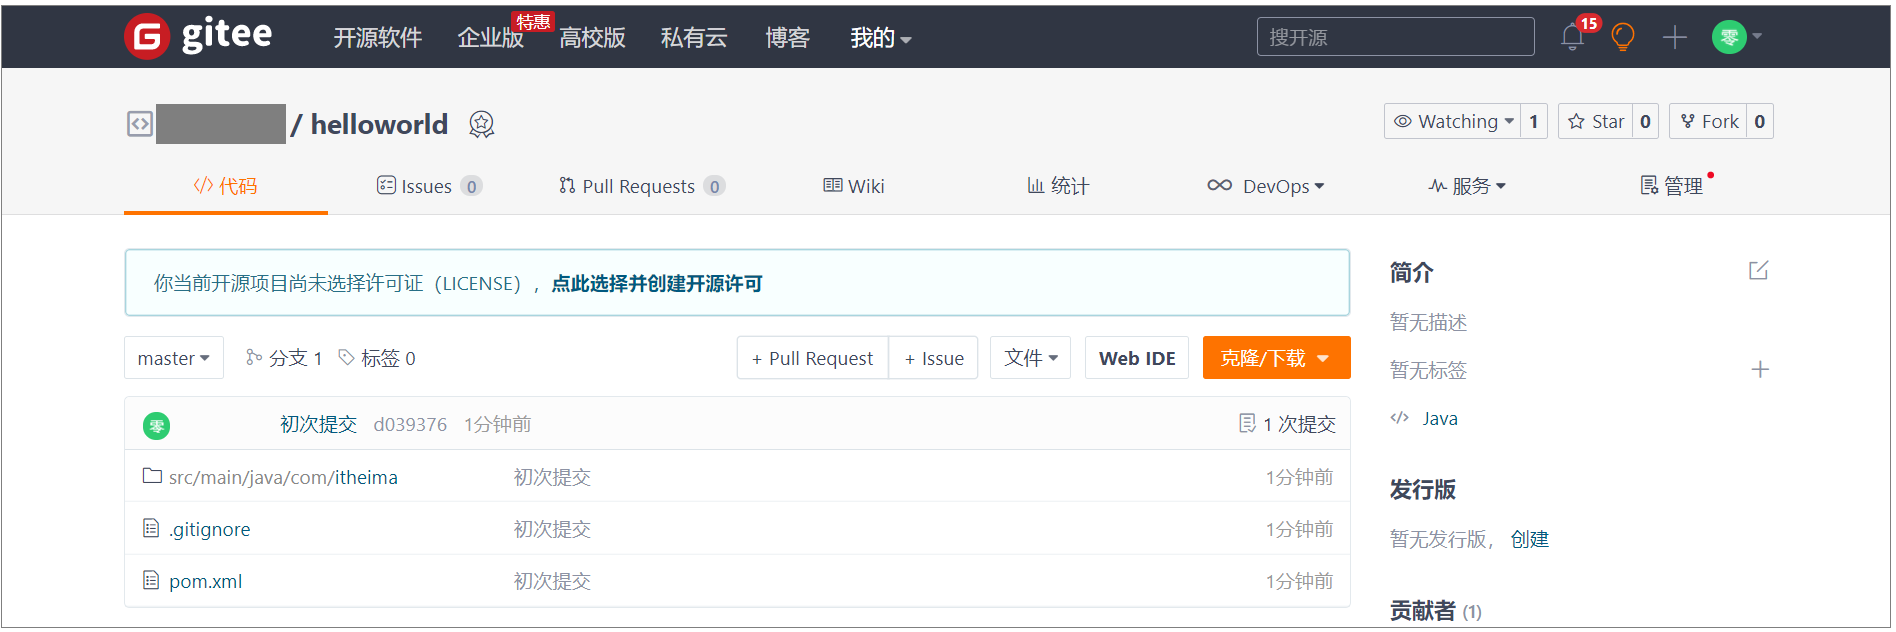 gitee 开源软件 企业版 特惠 高校版 私有云 博客 我的 搜开源 15 零
/ helloworld Watching 1 Star 0 Fork 0
代码 Issues 0 Pull Requests 0 Wiki 统计 DevOps 服务 管理
你当前开源项目尚未选择许可证（LICENSE），点此选择并创建开源许可
master 分支 1 标签 0 + Pull Request + Issue 文件 Web IDE 克隆/下载
零 初次提交 d039376 1分钟前 1 次提交
src/main/java/com/itheima 初次提交 1分钟前
.gitignore 初次提交 1分钟前
pom.xml 初次提交 1分钟前
简介
暂无描述
暂无标签
Java
发行版
暂无发行版， 创建
贡献者 (1)